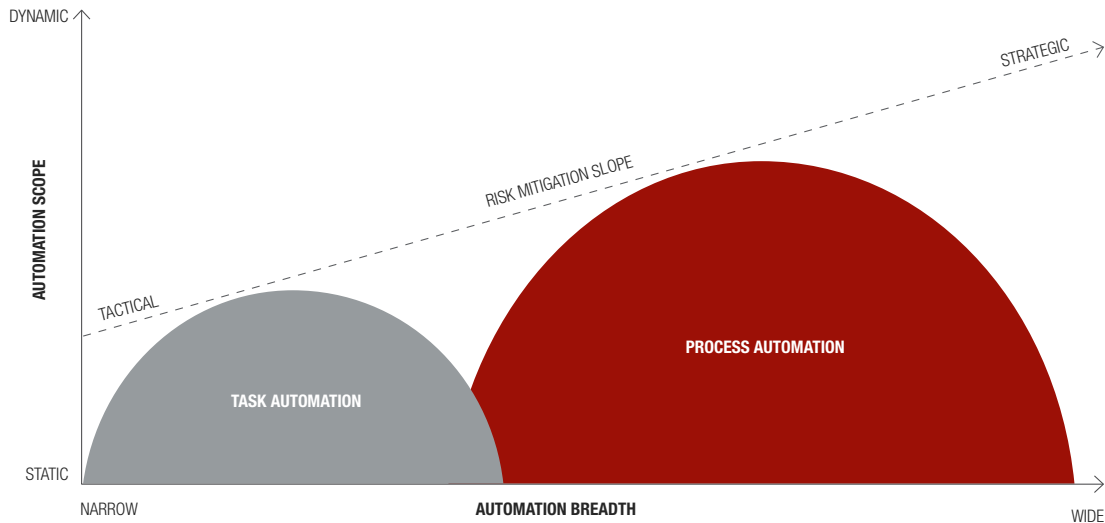 DYNAMIC
STRATEGIC
AUTOMATION SCOPE
RISK MITIGATION SLOPE
TACTICAL
PROCESS AUTOMATION
TASK AUTOMATION
STATIC
NARROW
AUTOMATION BREADTH
WIDE